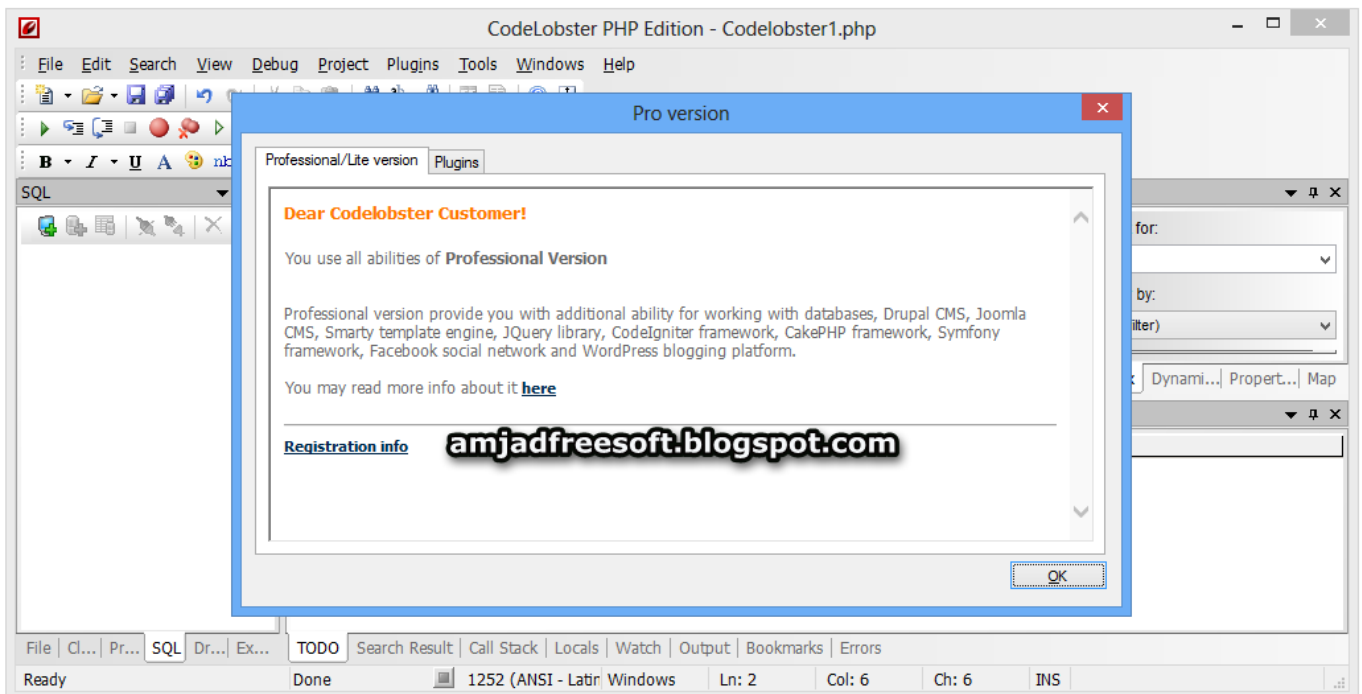 CodeLobster PHP Edition - Codelobster1.php
File Edit Search View Debug Project Plugins Tools Windows Help
Pro version
B I U A
Professional/Lite version Plugins
SQL
Dear Codelobster Customer!
for:
You use all abilities of Professional Version
by:
Professional version provide you with additional ability for working with databases, Drupal CMS, Joomla
CMS, Smarty template engine, JQuery library, CodeIgniter framework, CakePHP framework, Symfony
framework, Facebook social network and WordPress blogging platform.
You may read more info about it here
Dynami... Propert... Map
Registration info
amjadfreesoft.blogspot.com
OK
File Cl... Pr... SQL Dr... Ex... TODO Search Result Call Stack Locals Watch Output Bookmarks Errors
Ready Done 1252 (ANSI - Latin Windows Ln: 2 Col: 6 Ch: 6 INS